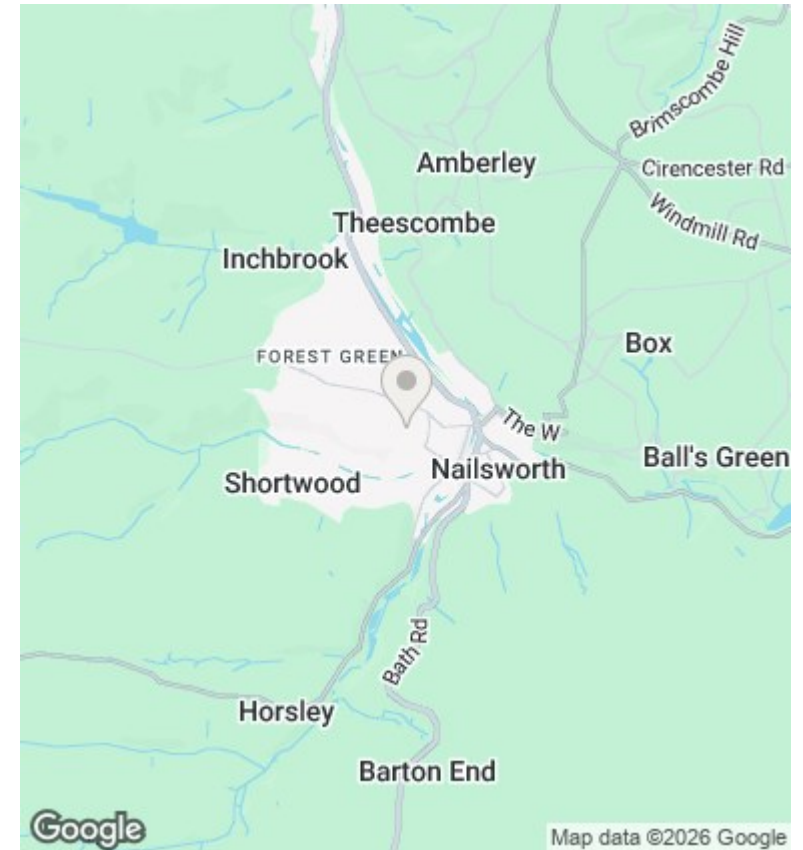 Brimscombe Hill
Amberley
Cirencester Rd
Theescombe
Windmill Rd
Inchbrook
Box
FOREST GREEN
The W
Ball's Green
Nailsworth
Shortwood
Bath Rd
Horsley
Barton End
Google
Map data ©2026 Google